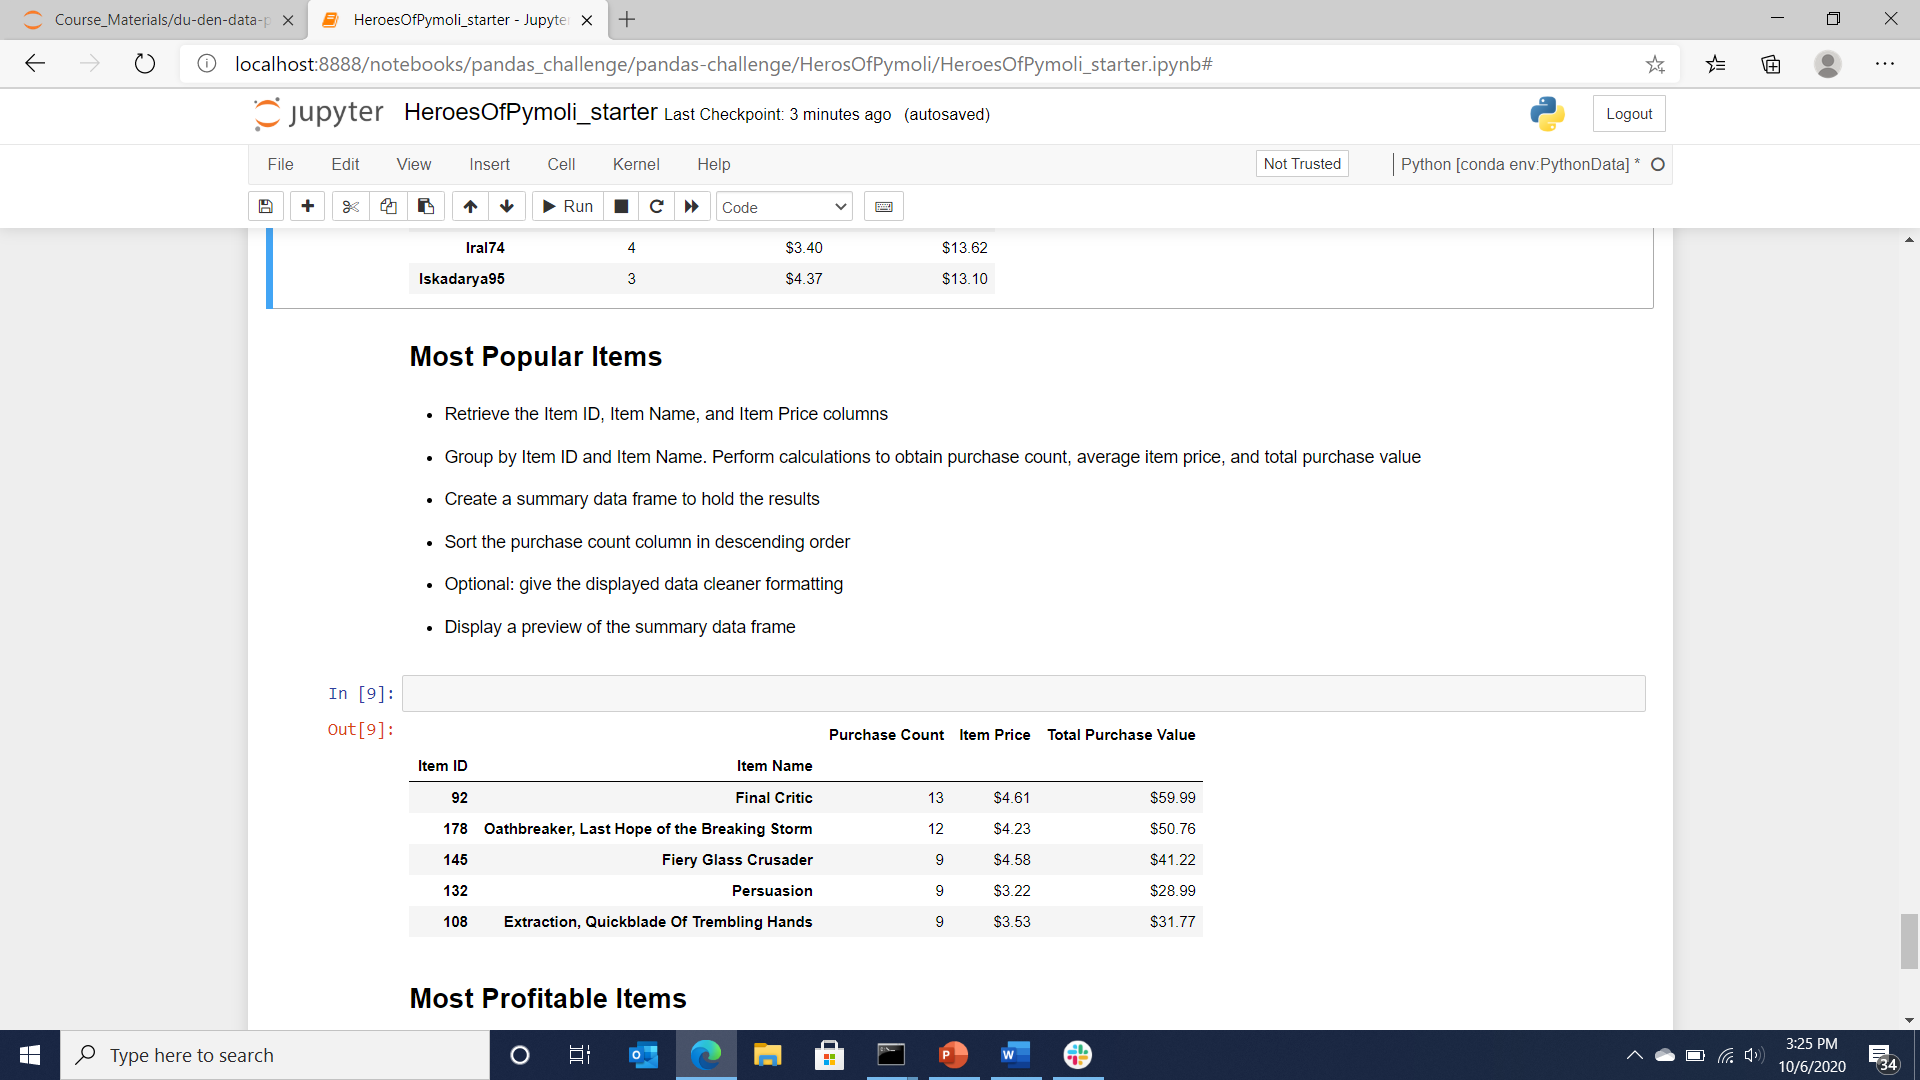 Course_Materials/du-den-data-p
HeroesOfPymoli_starter - Jupyte
localhost:8888/notebooks/pandas_challenge/pandas-challenge/HerosOfPymoli/HeroesOfPymoli_starter.ipynb#
jupyter HeroesOfPymoli_starter Last Checkpoint: 3 minutes ago (autosaved)
Logout
File Edit View Insert Cell Kernel Help
Not Trusted
Python [conda env:PythonData] *
Run
Code
Iral74 4 $3.40 $13.62
Iskadarya95 3 $4.37 $13.10
Most Popular Items
• Retrieve the Item ID, Item Name, and Item Price columns
• Group by Item ID and Item Name. Perform calculations to obtain purchase count, average item price, and total purchase value
• Create a summary data frame to hold the results
• Sort the purchase count column in descending order
• Optional: give the displayed data cleaner formatting
• Display a preview of the summary data frame
In [9]:
Out[9]:
Purchase Count Item Price Total Purchase Value
Item ID Item Name
92 Final Critic 13 $4.61 $59.99
178 Oathbreaker, Last Hope of the Breaking Storm 12 $4.23 $50.76
145 Fiery Glass Crusader 9 $4.58 $41.22
132 Persuasion 9 $3.22 $28.99
108 Extraction, Quickblade Of Trembling Hands 9 $3.53 $31.77
Most Profitable Items
Type here to search
3:25 PM
10/6/2020
34